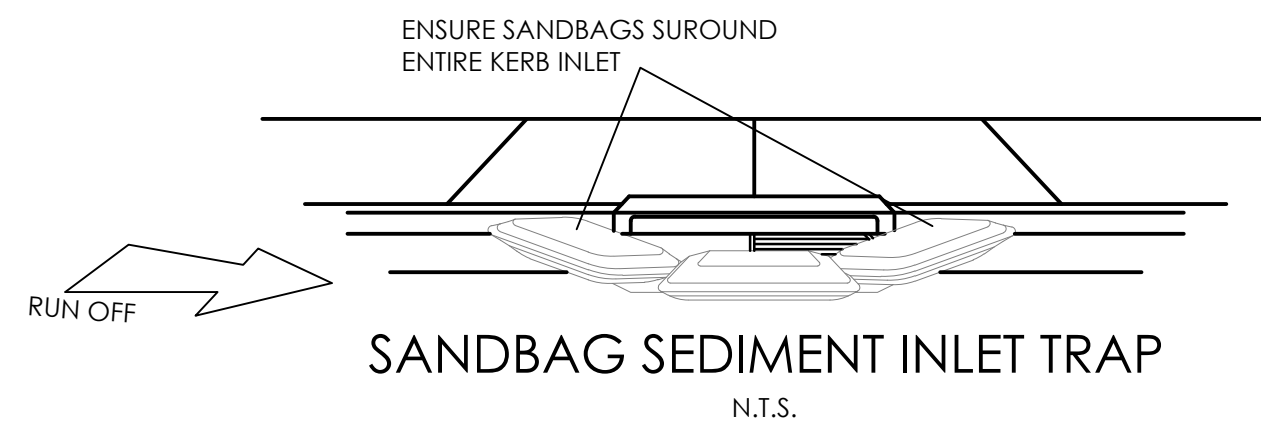 ENSURE SANDBAGS SUROUND
ENTIRE KERB INLET
RUN OFF
SANDBAG SEDIMENT INLET TRAP
N.T.S.